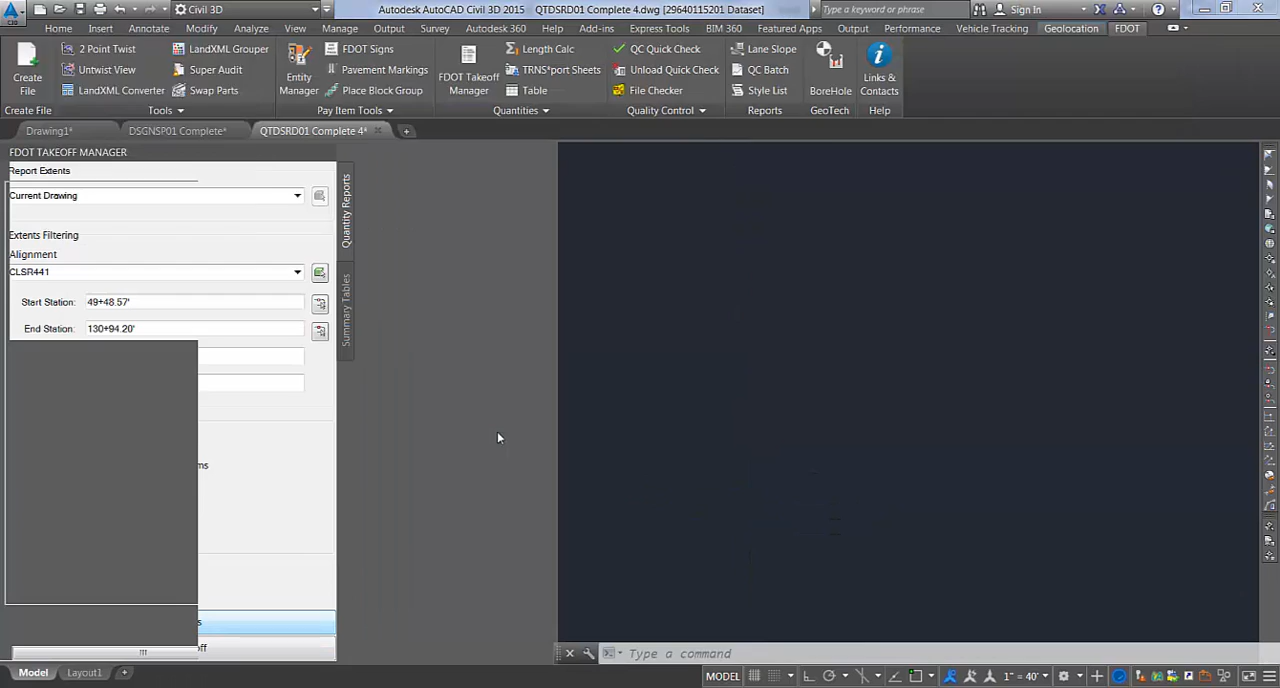 Civil 3D
Autodesk AutoCAD Civil 3D 2015 QTDSRD01 Complete 4.dwg [29640115201 Dataset]
Type a keyword or phrase
Sign In
Home Insert Annotate Modify Analyze View Manage Output Survey Autodesk 360 Help Add-ins Express Tools BIM 360 Featured Apps Output Performance Vehicle Tracking Geolocation FDOT
2 Point Twist LandXML Grouper FDOT Signs Length Calc QC Quick Check Lane Slope
Create File Untwist View Super Audit Entity Manager Pavement Markings FDOT Takeoff Manager TRNS*port Sheets Unload Quick Check QC Batch BoreHole Links & Contacts
LandXML Converter Swap Parts Place Block Group Table File Checker Style List
Create File Tools Pay Item Tools Quantities Quality Control Reports GeoTech Help
Drawing1* DSGNSP01 Complete* QTDSRD01 Complete 4*
FDOT TAKEOFF MANAGER
Report Extents
Current Drawing
Quantity Reports
Extents Filtering
Alignment
CLSR441
Start Station: 49+48.57'
End Station: 130+94.20'
Summary Tables
ms
s
off
Type a command
Model Layout1
MODEL 1" = 40'